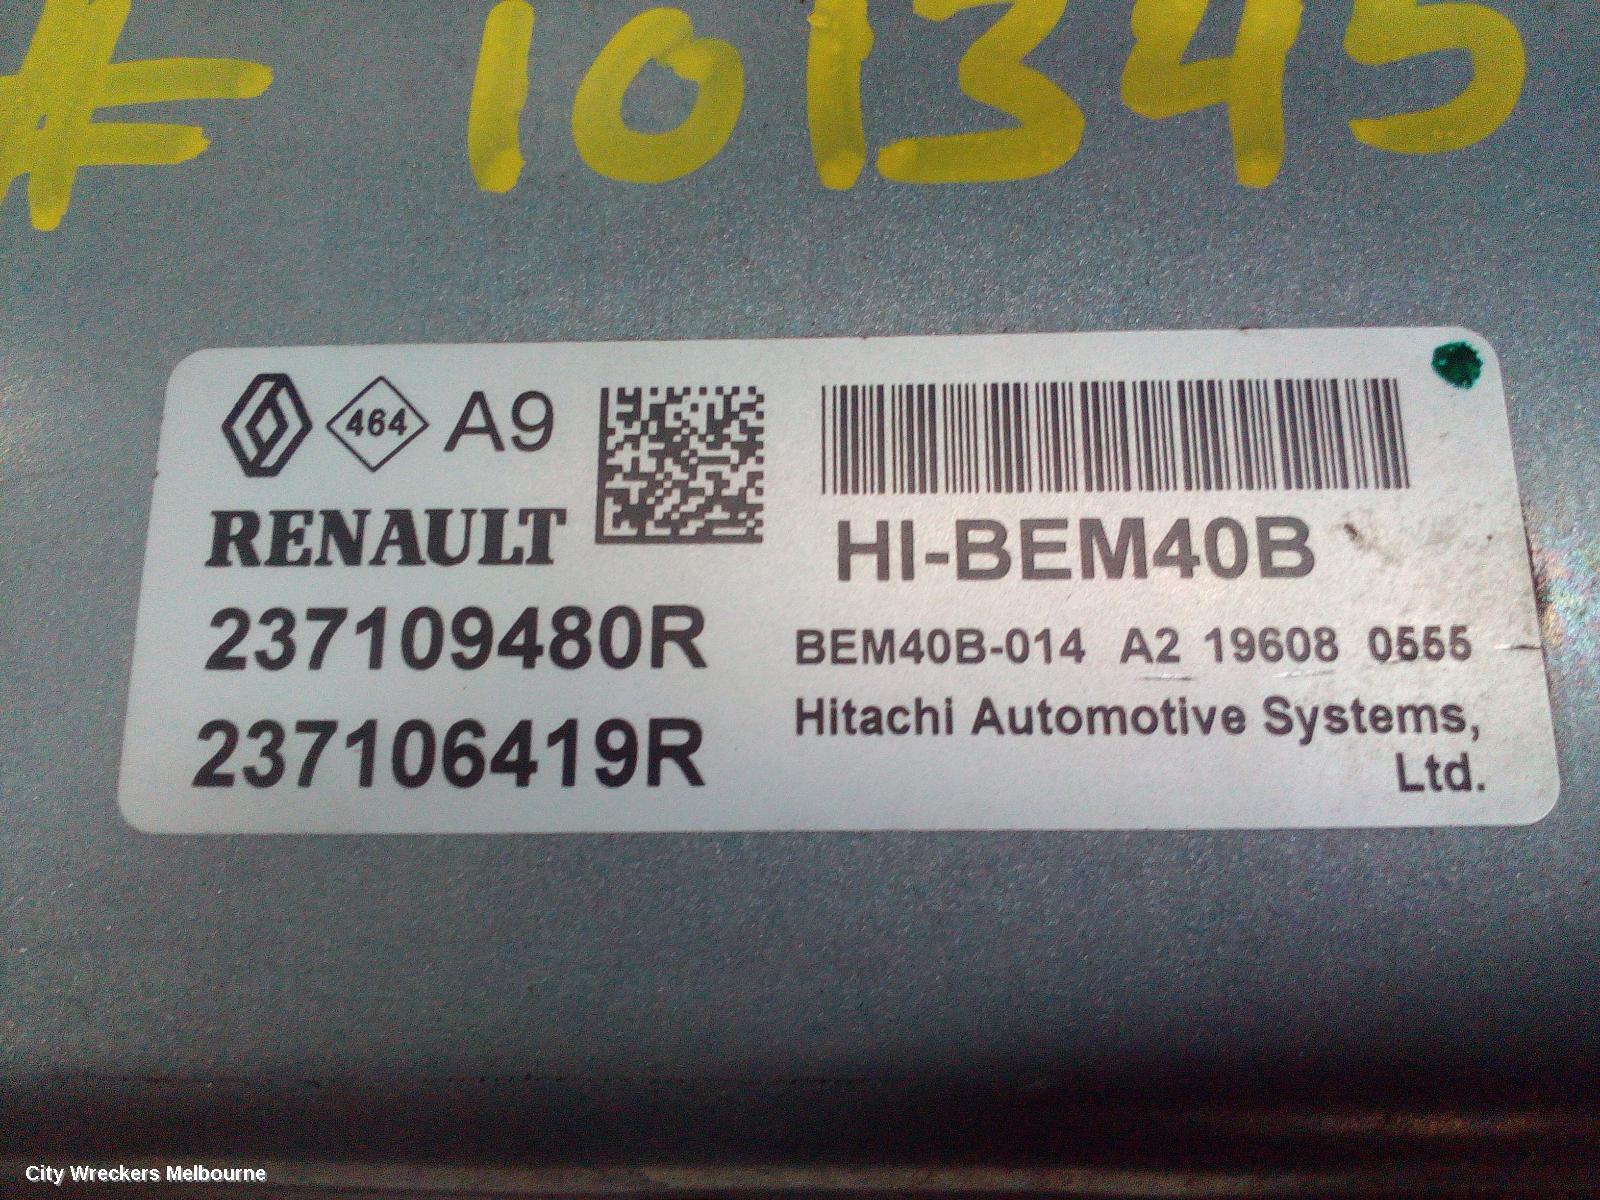 # 101345
464 A9
RENAULT
237109480R
237106419R
HI-BEM40B
BEM40B-014 A2 19608 0555
Hitachi Automotive Systems,
Ltd.
City Wreckers Melbourne